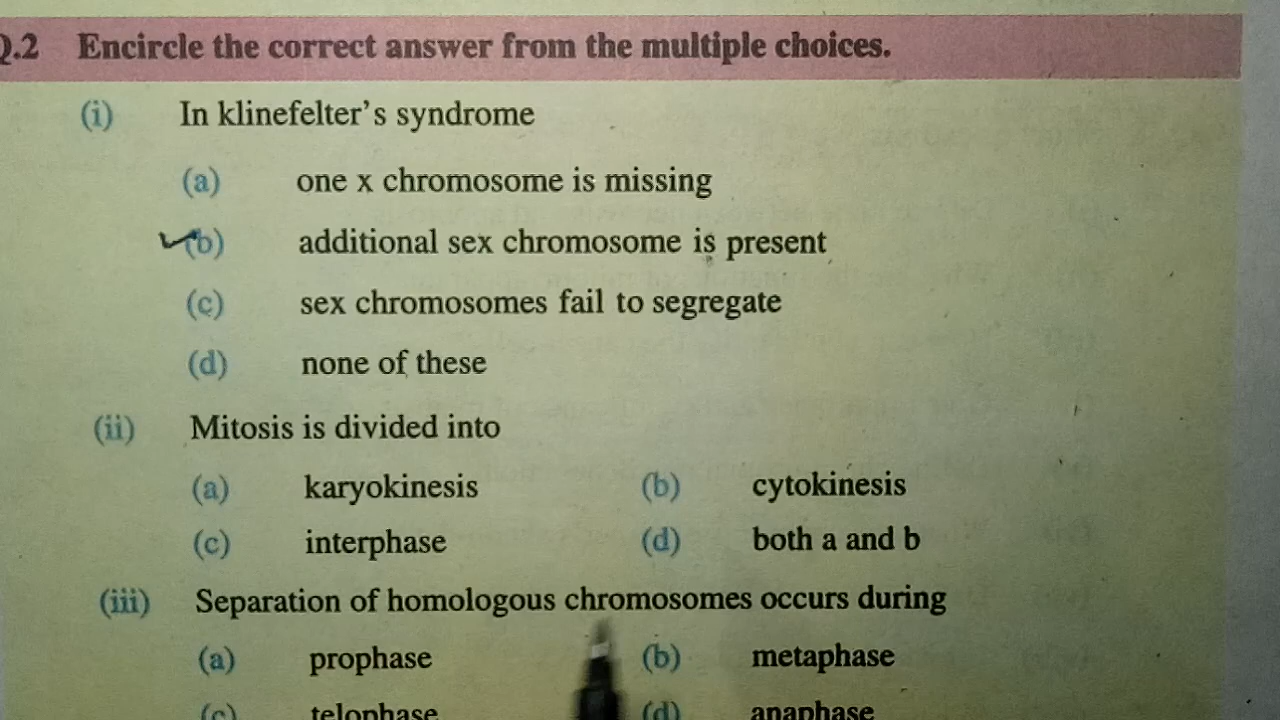 Q.2 Encircle the correct answer from the multiple choices.
(i) In klinefelter's syndrome
(a) one x chromosome is missing
(b) additional sex chromosome is present
(c) sex chromosomes fail to segregate
(d) none of these
(ii) Mitosis is divided into
(a) karyokinesis (b) cytokinesis
(c) interphase (d) both a and b
(iii) Separation of homologous chromosomes occurs during
(a) prophase (b) metaphase
(c) telophase (d) anaphase